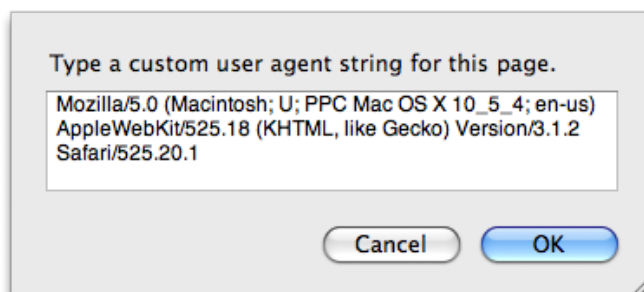 Type a custom user agent string for this page.
Mozilla/5.0 (Macintosh; U; PPC Mac OS X 10_5_4; en-us)
AppleWebKit/525.18 (KHTML, like Gecko) Version/3.1.2
Safari/525.20.1
Cancel OK